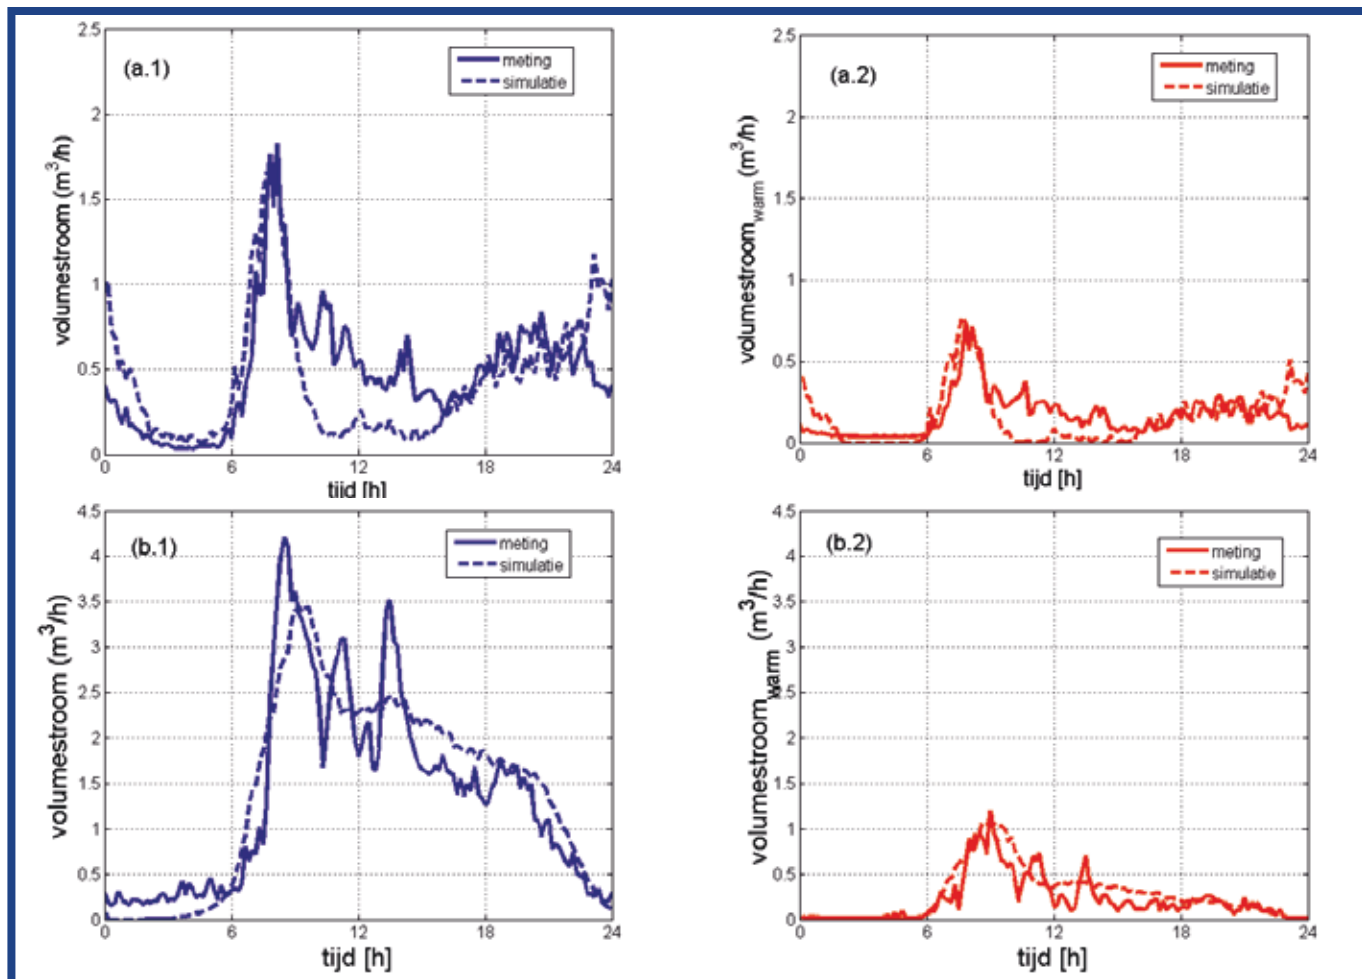 (a.1)
meting
simulatie
volumestroom (m³/h)
2.5
2
1.5
1
0.5
0
0 6 12 18 24
tijd [h]
(a.2)
meting
simulatie
volumestroom warm (m³/h)
2.5
2
1.5
1
0.5
0
0 6 12 18 24
tijd [h]
(b.1)
meting
simulatie
volumestroom (m³/h)
4.5
4
3.5
3
2.5
2
1.5
1
0.5
0
0 6 12 18 24
tijd [h]
(b.2)
meting
simulatie
volumestroom warm (m³/h)
4.5
4
3.5
3
2.5
2
1.5
1
0.5
0
0 6 12 18 24
tijd [h]